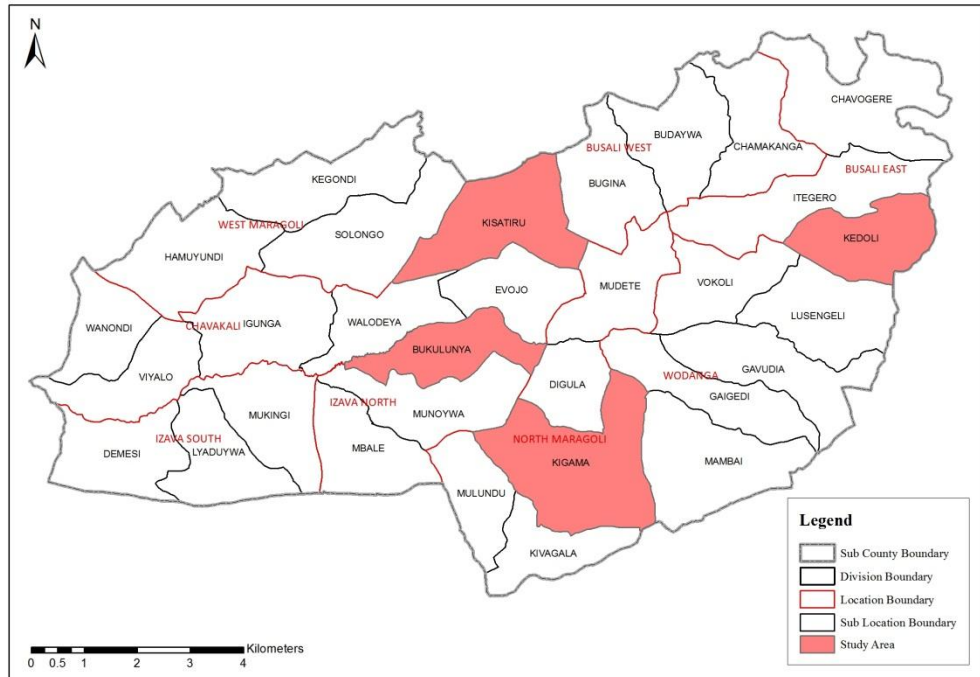 N
CHAVOGERE
BUDAYWA
BUSALI WEST
CHAMAKANGA
BUSALI EAST
KEGONDI
BUGINA
ITEGERO
WEST MARAGOLI
KISATIRU
SOLONGO
KEDOLI
HAMUYUNDI
MUDETE
VOKOLI
EVOJO
LUSENGELI
WANONDI
CHAVAKALI
IGUNGA
WALODEYA
BUKULUNYA
VIYALO
DIGULA
WODANGA
GAVUDIA
GAIGEDI
MUKINGI
IZAVA NORTH
MUNOYWA
IZAVA SOUTH
NORTH MARAGOLI
DEMESI
LYADUYWA
MBALE
KIGAMA
MAMBAI
MULUNDU
KIVAGALA
Legend
Sub County Boundary
Division Boundary
Location Boundary
Sub Location Boundary
Study Area
Kilometers
0 0.5 1 2 3 4